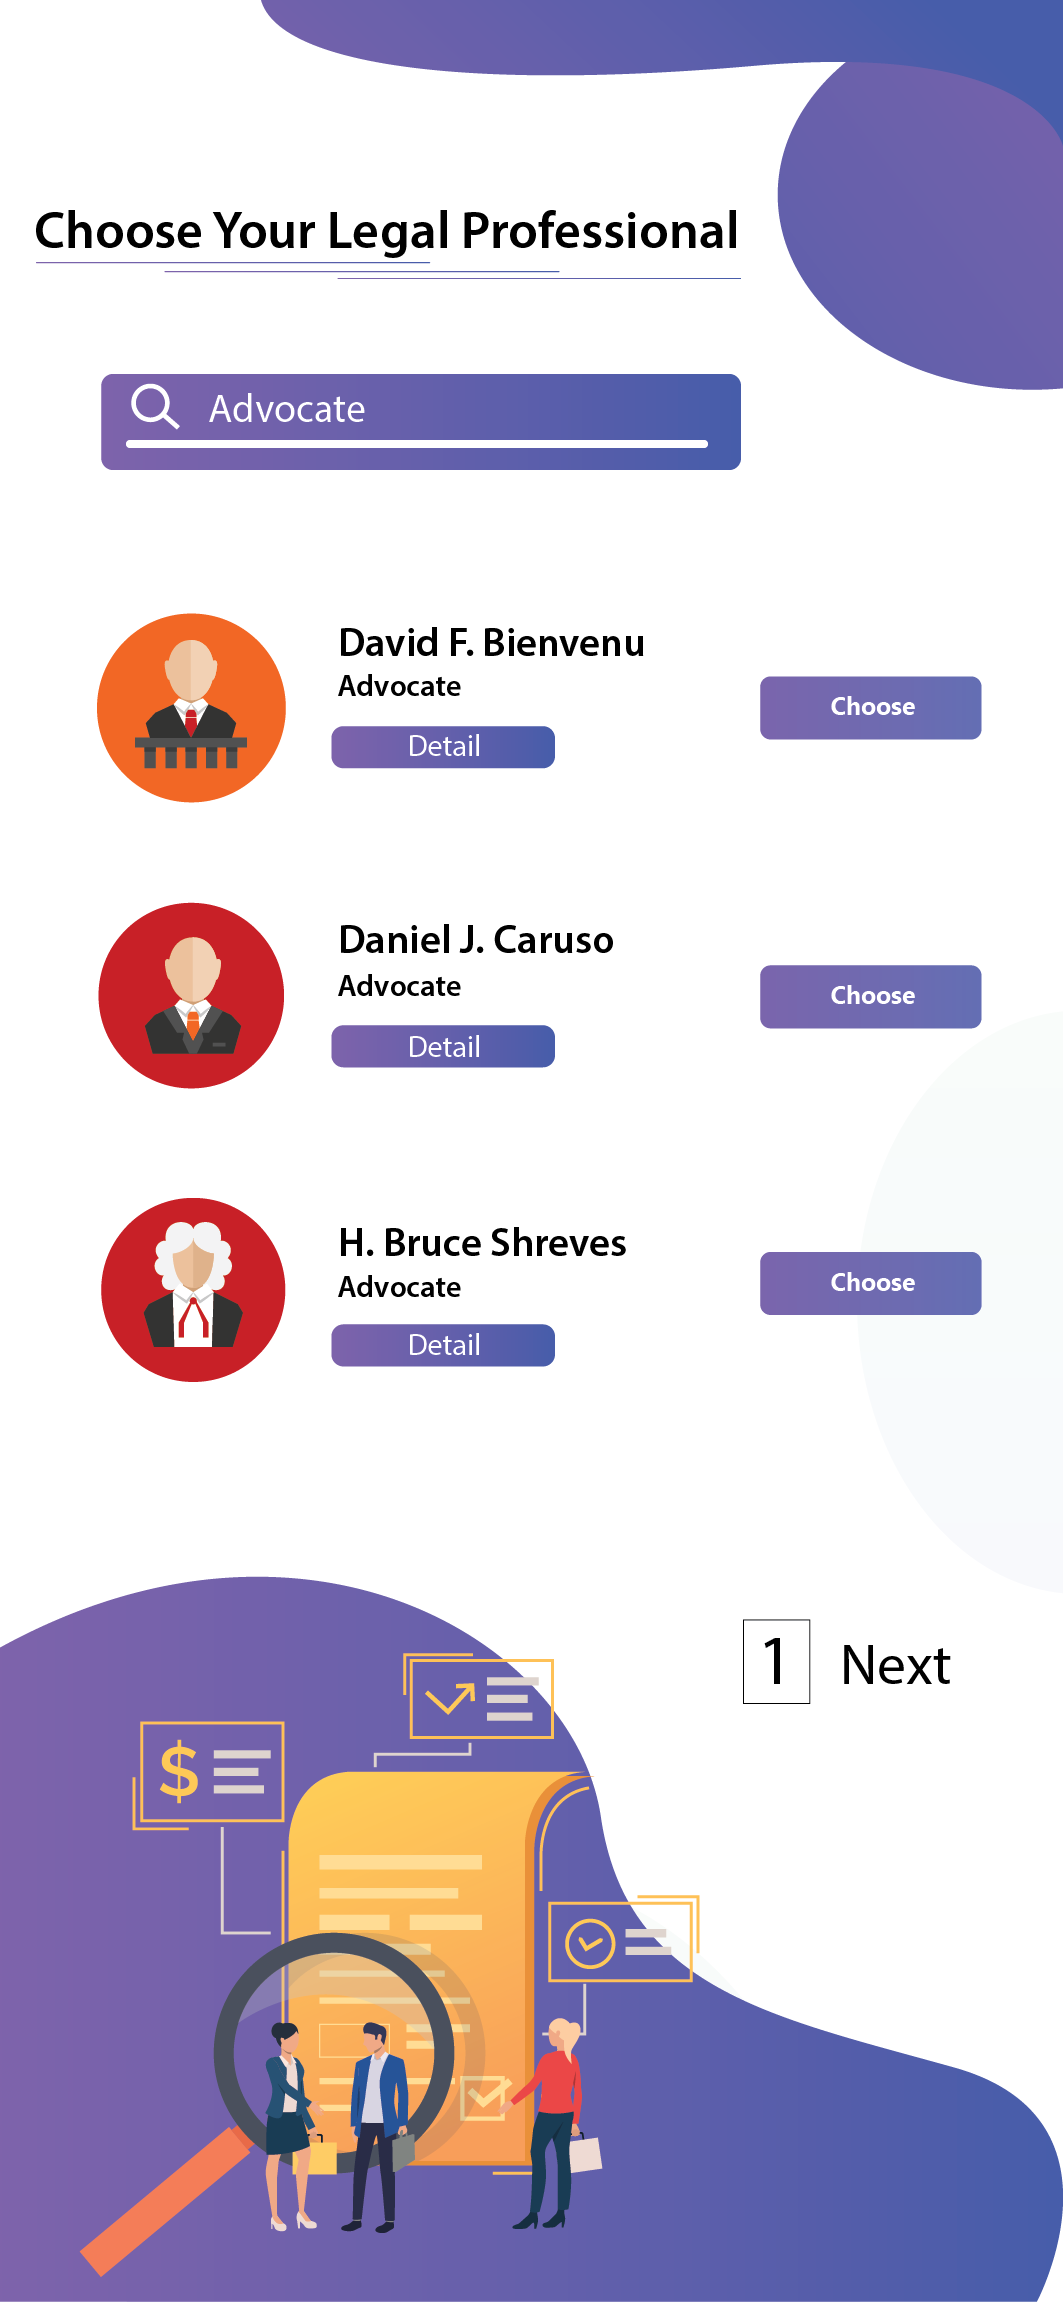 Choose Your Legal Professional
Advocate
David F. Bienvenu
Advocate
Detail
Choose
Daniel J. Caruso
Advocate
Detail
Choose
H. Bruce Shreves
Advocate
Detail
Choose
1 Next
$